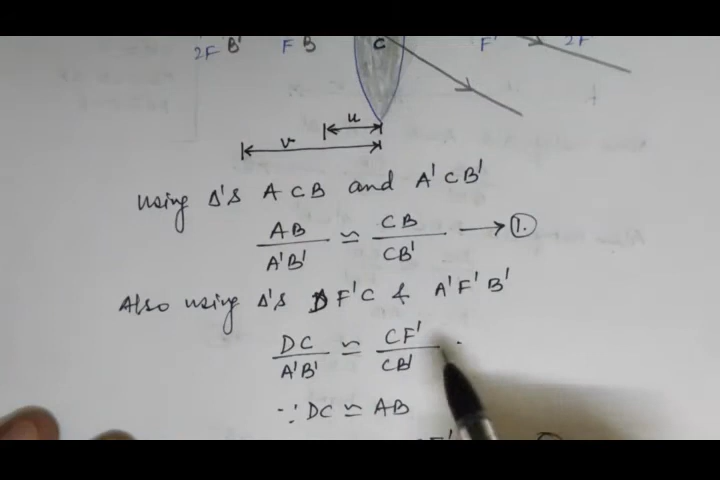 2F B' F B C F' 2F
u
v
Using Δ'S ACB and A'CB'
AB/A'B' ≃ CB/CB' → 1.
Also using Δ'S DF'C & A'F'B'
DC/A'B' ≃ CF'/CB'
∵ DC ≃ AB